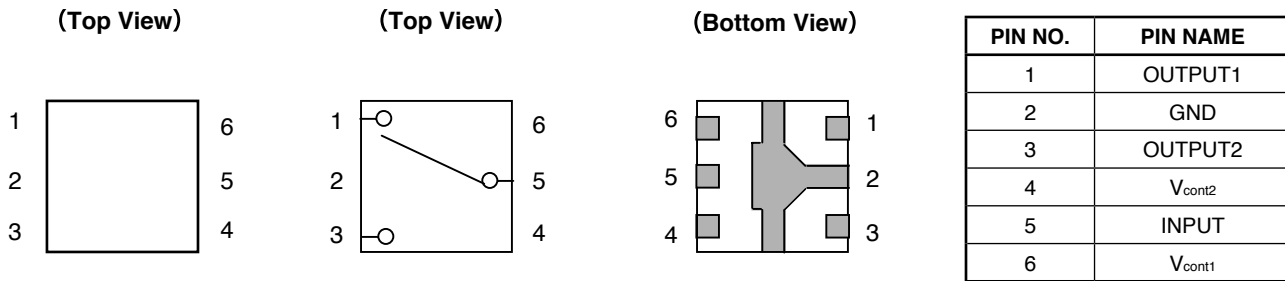 (Top View)
1
2
3
6
5
4
(Top View)
1
2
3
6
5
4
(Bottom View)
6
5
4
1
2
3
PIN NO. PIN NAME
1 OUTPUT1
2 GND
3 OUTPUT2
4 Vcont2
5 INPUT
6 Vcont1